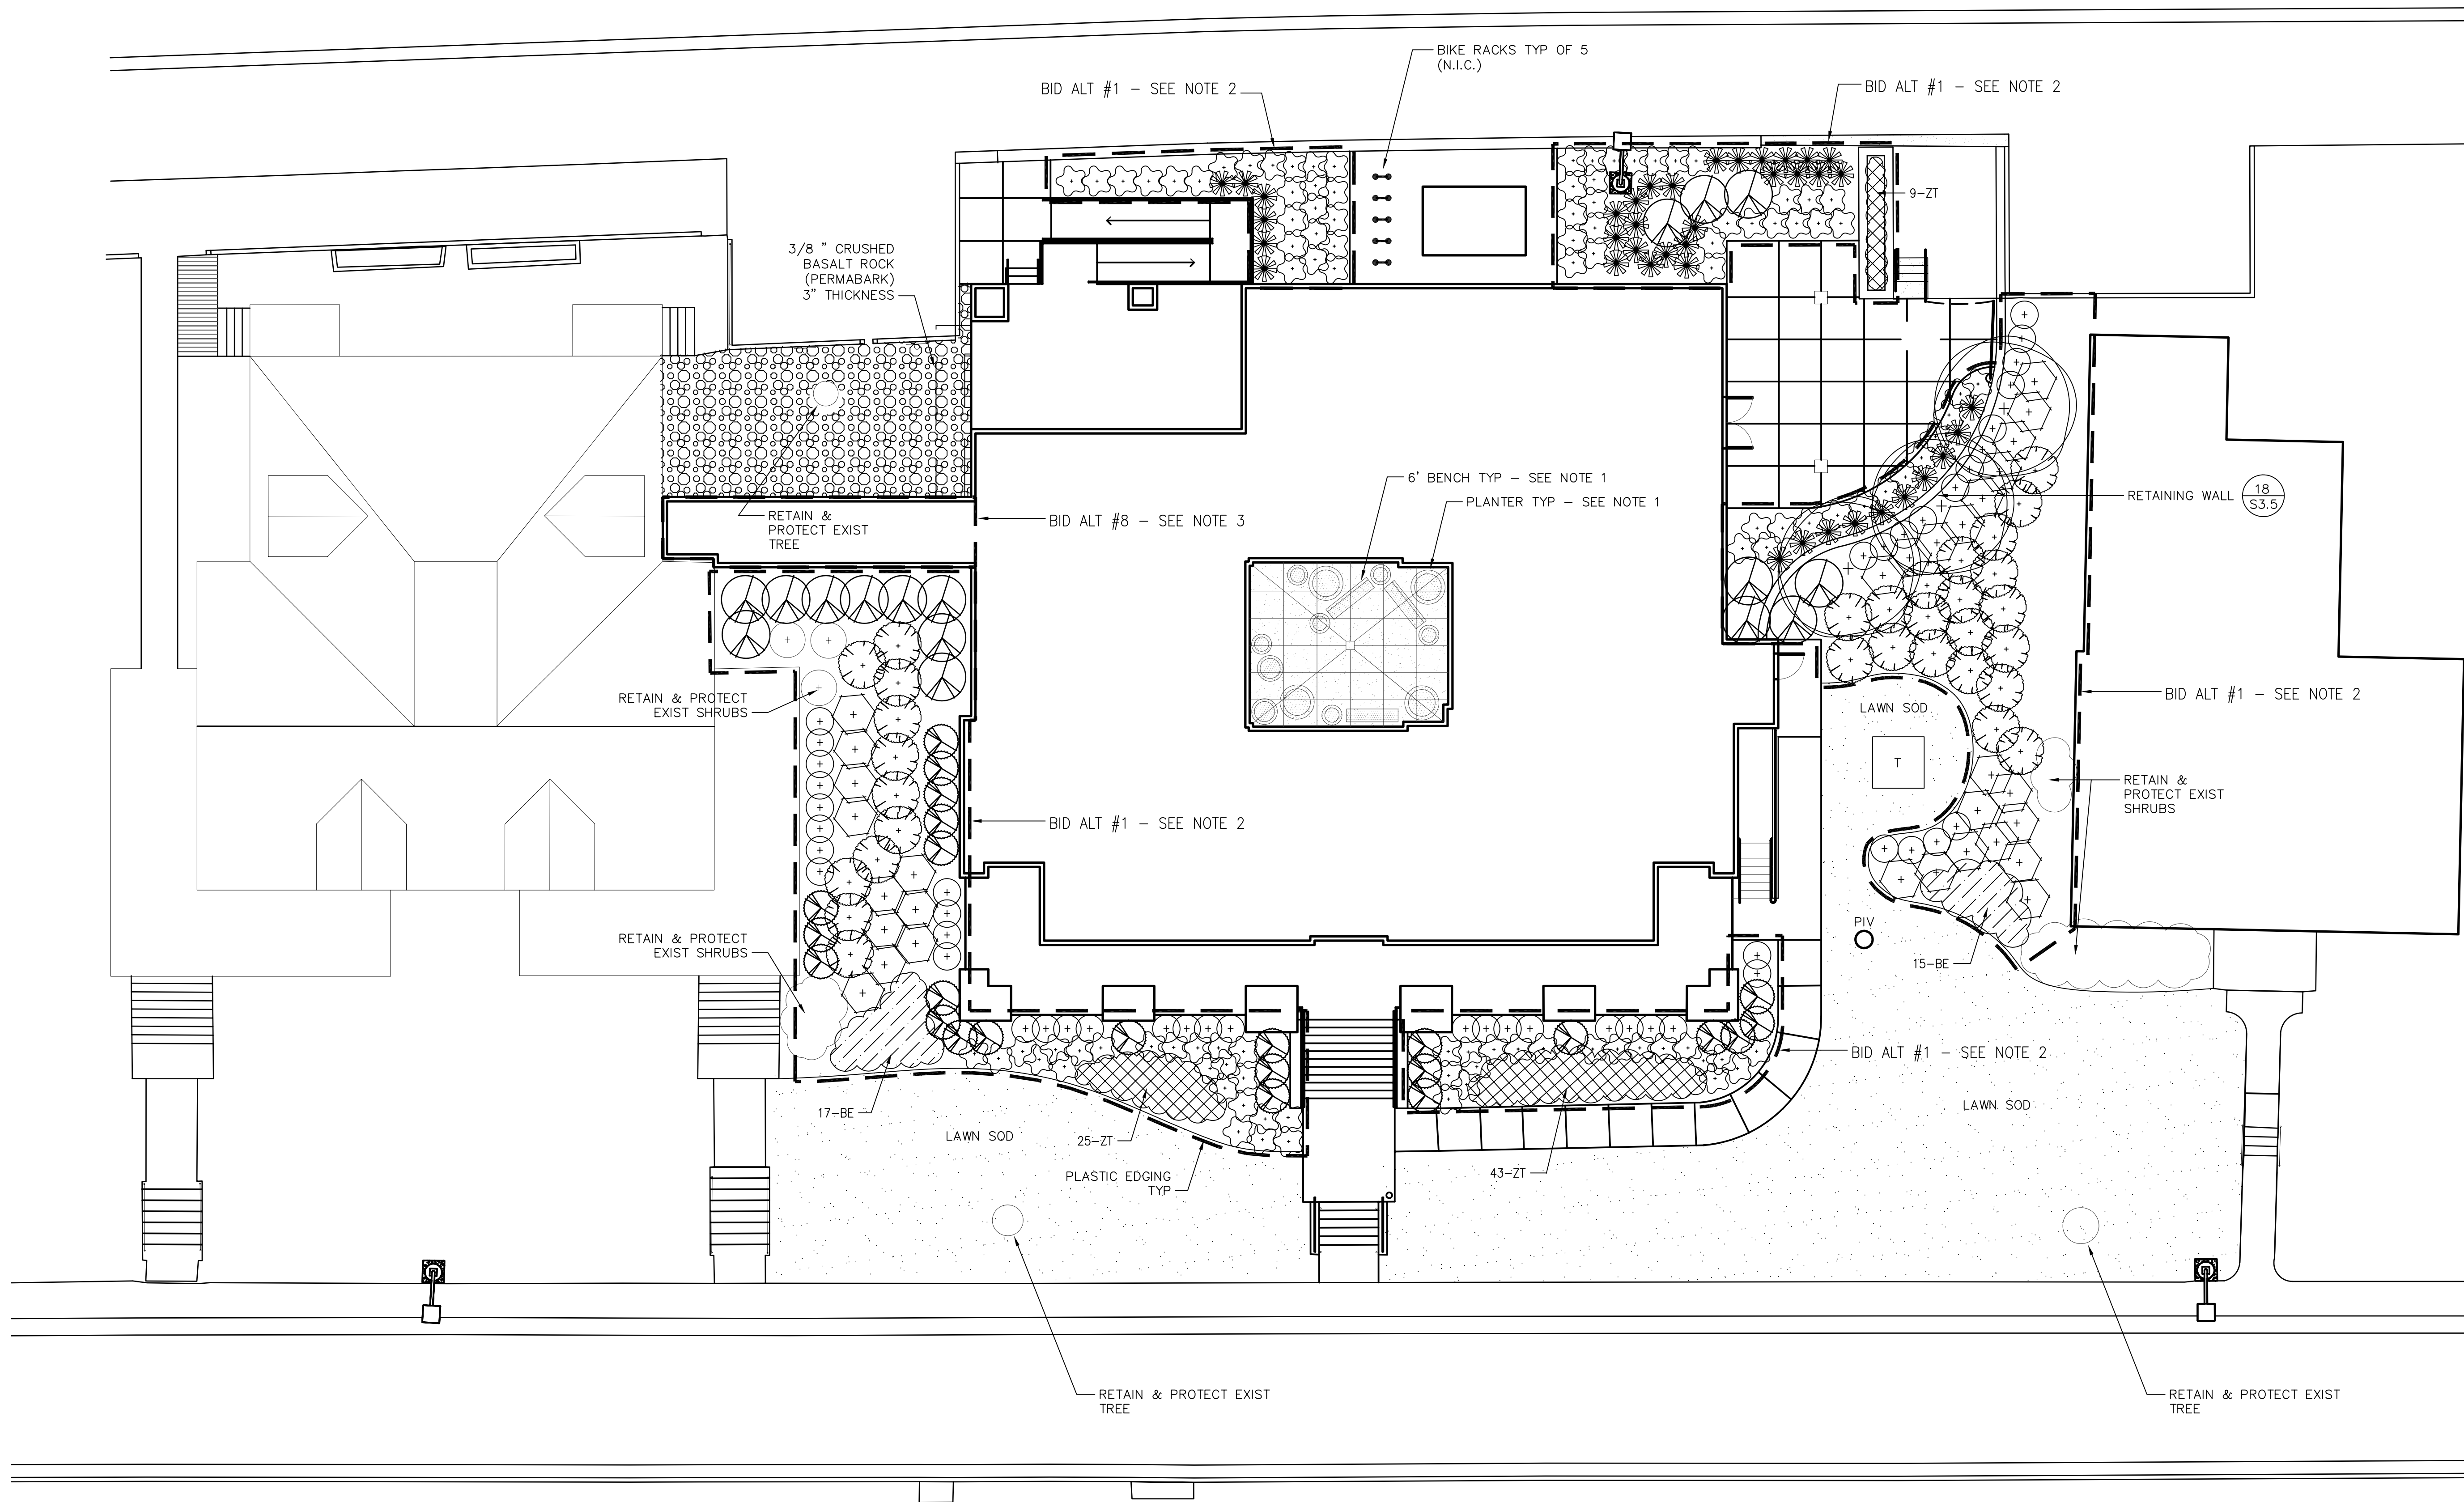 BIKE RACKS TYP OF 5
(N.I.C.)
BID ALT #1 – SEE NOTE 2
BID ALT #1 – SEE NOTE 2
9-ZT
3/8 " CRUSHED
BASALT ROCK
(PERMABARK)
3" THICKNESS
6' BENCH TYP – SEE NOTE 1
PLANTER TYP – SEE NOTE 1
RETAINING WALL
18
S3.5
RETAIN &
PROTECT EXIST
TREE
BID ALT #8 – SEE NOTE 3
RETAIN & PROTECT
EXIST SHRUBS
BID ALT #1 – SEE NOTE 2
LAWN SOD
T
RETAIN &
PROTECT EXIST
SHRUBS
BID ALT #1 – SEE NOTE 2
PIV
RETAIN & PROTECT
EXIST SHRUBS
15-BE
BID ALT #1 – SEE NOTE 2
17-BE
LAWN SOD
LAWN SOD
25-ZT
43-ZT
PLASTIC EDGING
TYP
RETAIN & PROTECT EXIST
TREE
RETAIN & PROTECT EXIST
TREE